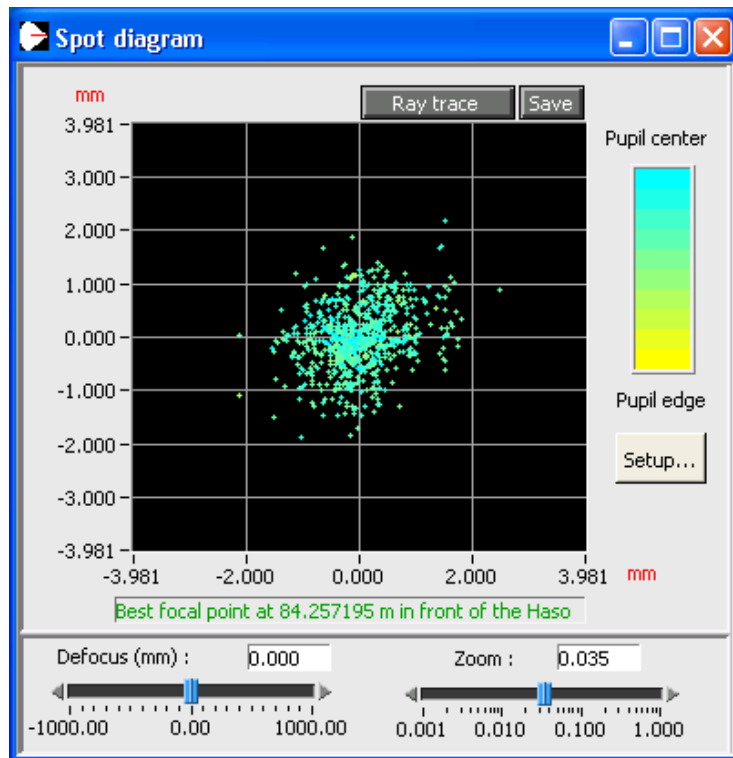 Spot diagram
mm
Ray trace
Save
3.981
3.000
2.000
1.000
0.000
-1.000
-2.000
-3.000
-3.981
-3.981 -2.000 0.000 2.000 3.981 mm
Pupil center
Pupil edge
Setup...
Best focal point at 84.257195 m in front of the Haso
Defocus (mm) : 0.000
-1000.00 0.00 1000.00
Zoom : 0.035
0.001 0.010 0.100 1.000